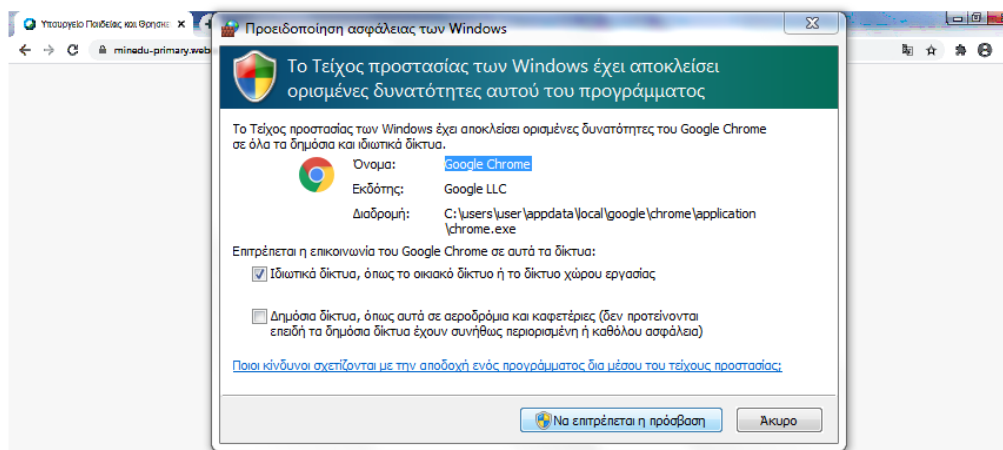 Υπουργείο Παιδείας και Θρησκε
minedu-primary.web
Προειδοποίηση ασφάλειας των Windows
Το Τείχος προστασίας των Windows έχει αποκλείσει
ορισμένες δυνατότητες αυτού του προγράμματος
Το Τείχος προστασίας των Windows έχει αποκλείσει ορισμένες δυνατότητες του Google Chrome
σε όλα τα δημόσια και ιδιωτικά δίκτυα.
Όνομα: Google Chrome
Εκδότης: Google LLC
Διαδρομή: C:\users\user\appdata\local\google\chrome\application
\chrome.exe
Επιτρέπεται η επικοινωνία του Google Chrome σε αυτά τα δίκτυα:
Ιδιωτικά δίκτυα, όπως το οικιακό δίκτυο ή το δίκτυο χώρου εργασίας
Δημόσια δίκτυα, όπως αυτά σε αεροδρόμια και καφετέριες (δεν προτείνονται
επειδή τα δημόσια δίκτυα έχουν συνήθως περιορισμένη ή καθόλου ασφάλεια)
Ποιοι κίνδυνοι σχετίζονται με την αποδοχή ενός προγράμματος δια μέσου του τείχους προστασίας;
Να επιτρέπεται η πρόσβαση Άκυρο